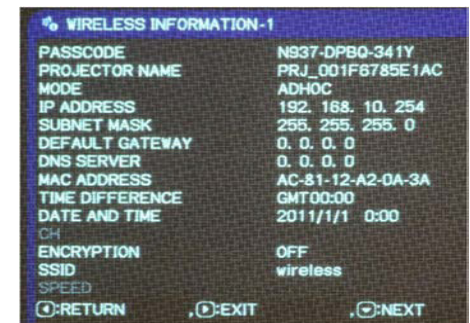 WIRELESS INFORMATION-1
PASSCODE N937-DPBQ-341Y
PROJECTOR NAME PRJ_001F6785E1AC
MODE ADHOC
IP ADDRESS 192. 168. 10. 254
SUBNET MASK 255. 255. 255. 0
DEFAULT GATEWAY 0. 0. 0. 0
DNS SERVER 0. 0. 0. 0
MAC ADDRESS AC-81-12-A2-0A-3A
TIME DIFFERENCE GMT00:00
DATE AND TIME 2011/1/1 0:00
CH
ENCRYPTION OFF
SSID wireless
SPEED
:RETURN ,:EXIT ,:NEXT